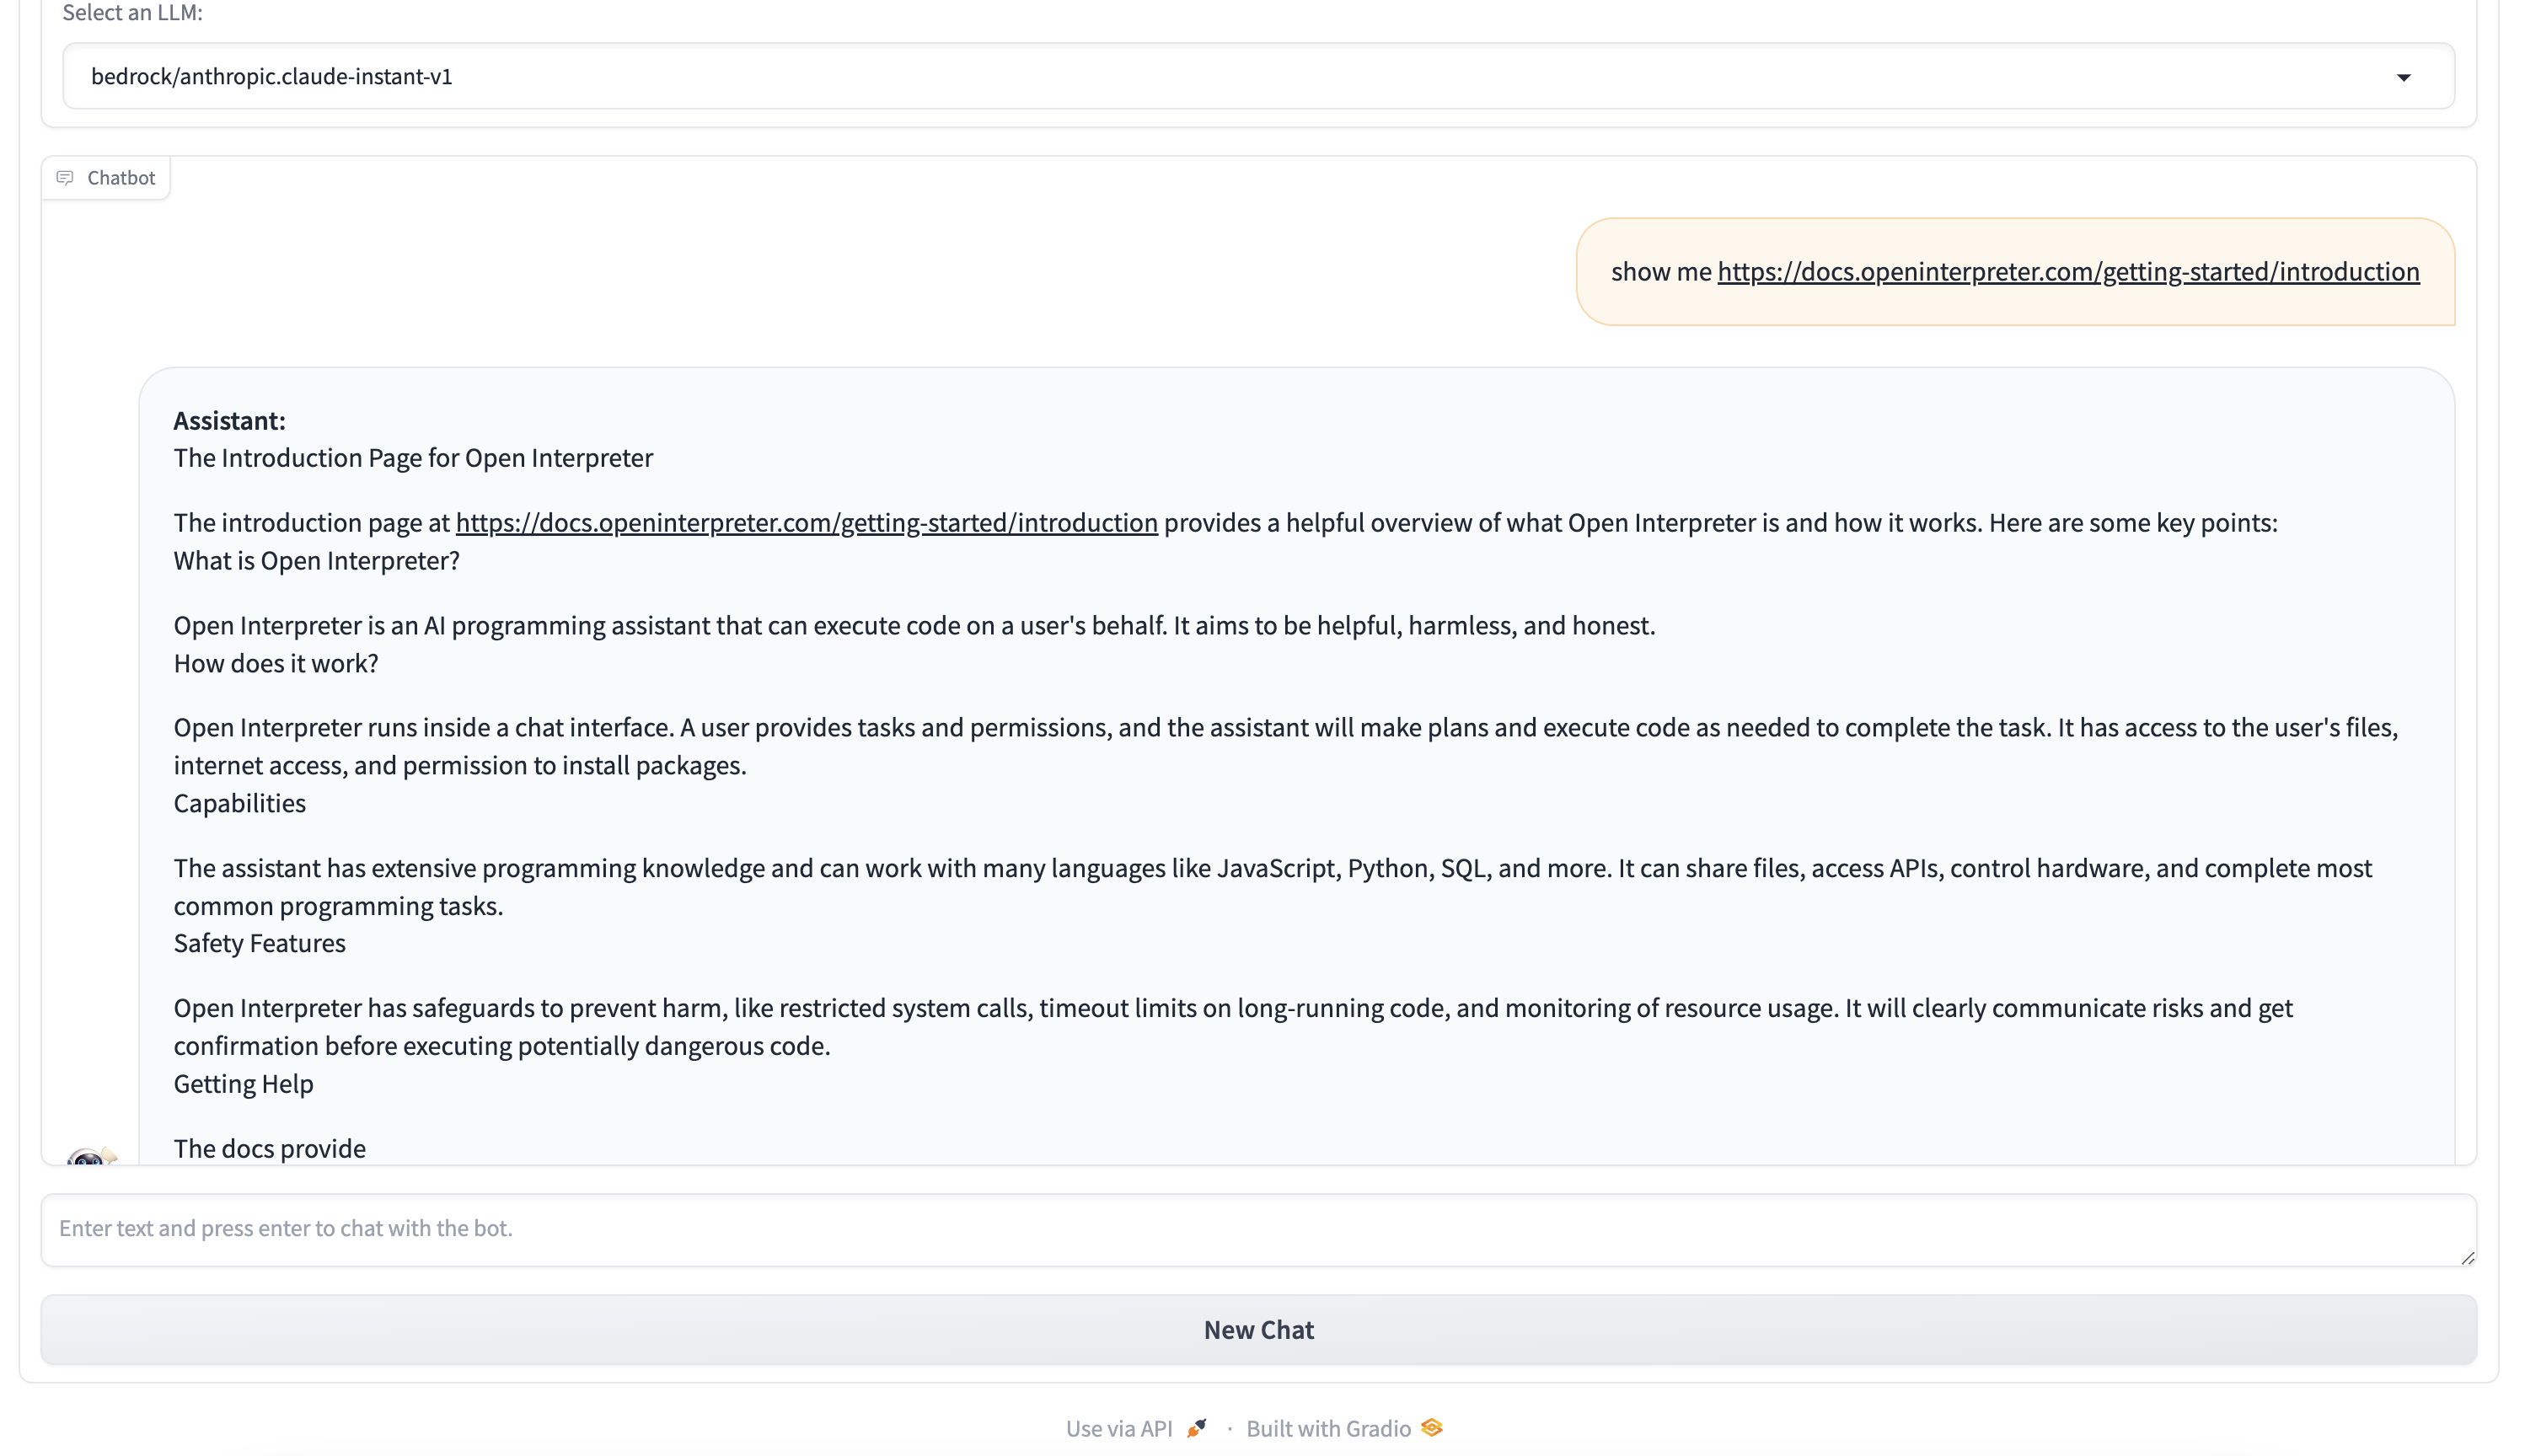 Select an LLM:
bedrock/anthropic.claude-instant-v1
Chatbot
show me https://docs.openinterpreter.com/getting-started/introduction
Assistant:
The Introduction Page for Open Interpreter
The introduction page at https://docs.openinterpreter.com/getting-started/introduction provides a helpful overview of what Open Interpreter is and how it works. Here are some key points:
What is Open Interpreter?
Open Interpreter is an AI programming assistant that can execute code on a user's behalf. It aims to be helpful, harmless, and honest.
How does it work?
Open Interpreter runs inside a chat interface. A user provides tasks and permissions, and the assistant will make plans and execute code as needed to complete the task. It has access to the user's files,
internet access, and permission to install packages.
Capabilities
The assistant has extensive programming knowledge and can work with many languages like JavaScript, Python, SQL, and more. It can share files, access APIs, control hardware, and complete most
common programming tasks.
Safety Features
Open Interpreter has safeguards to prevent harm, like restricted system calls, timeout limits on long-running code, and monitoring of resource usage. It will clearly communicate risks and get
confirmation before executing potentially dangerous code.
Getting Help
The docs provide
Enter text and press enter to chat with the bot.
New Chat
Use via API · Built with Gradio